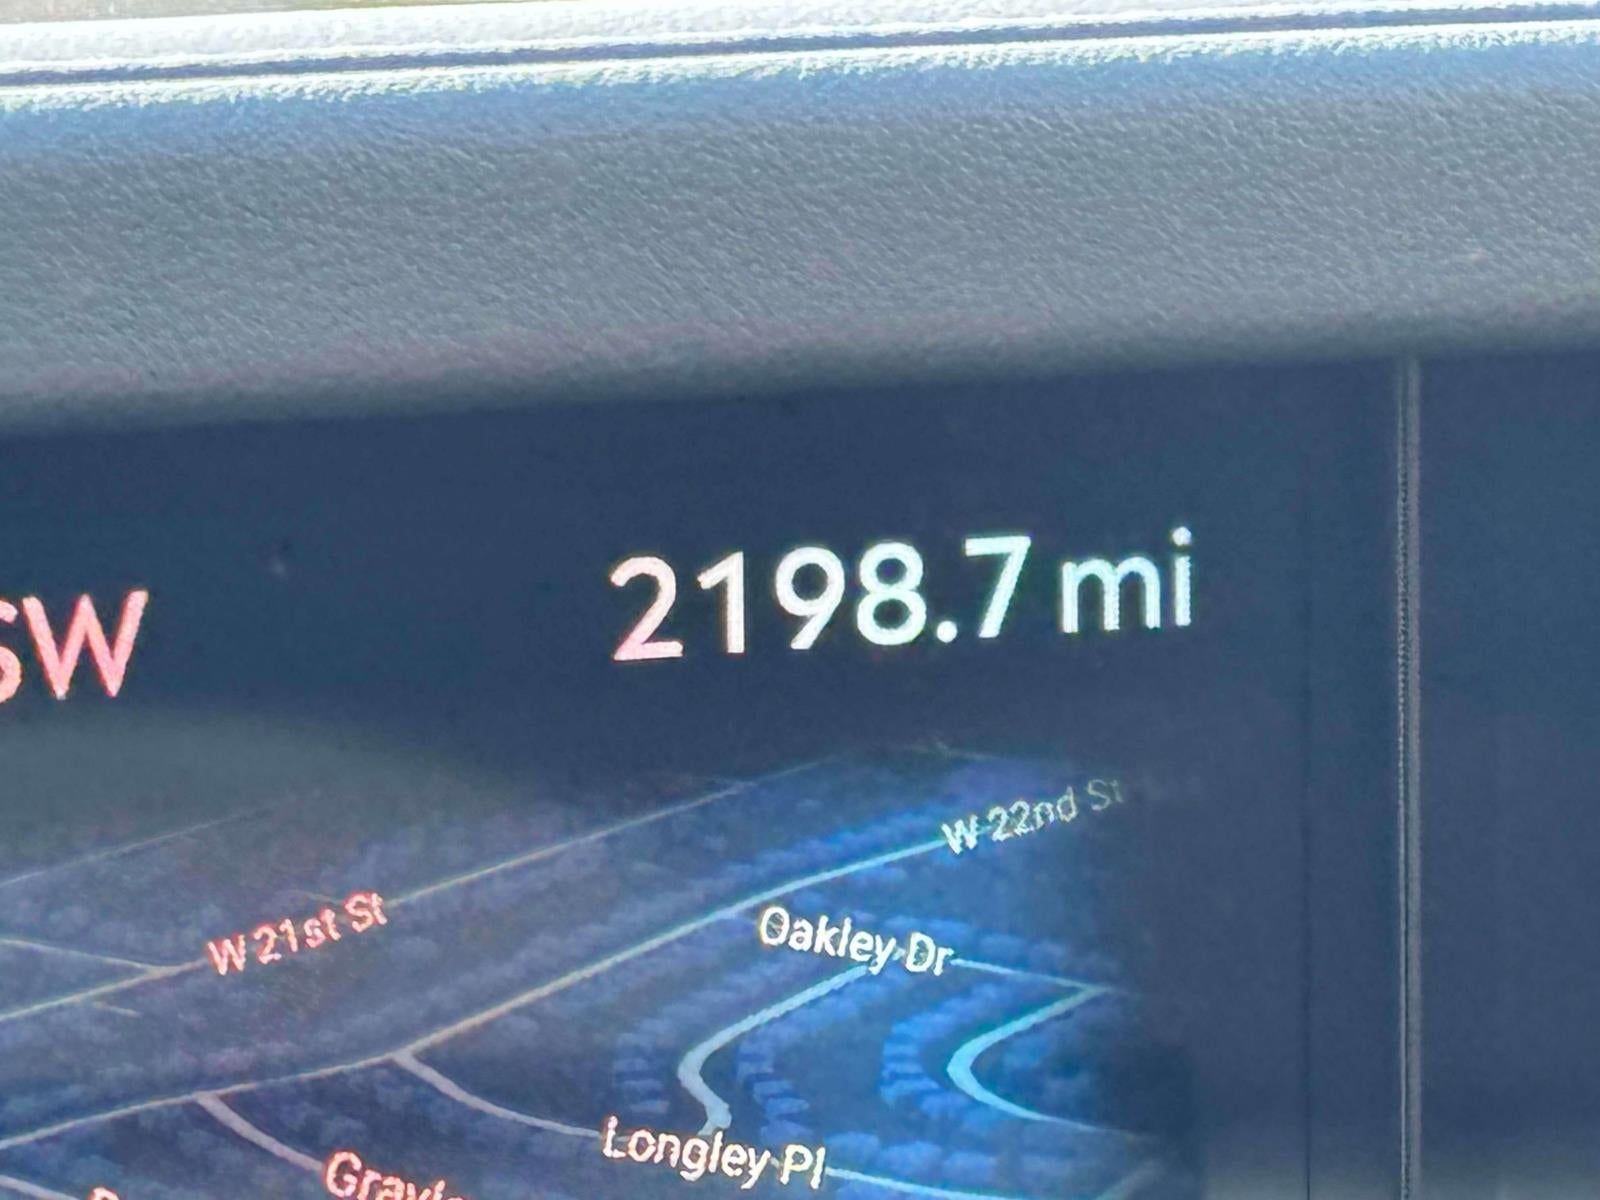 SW
2198.7 mi
W 22nd St
W 21st St
Oakley Dr
Longley Pl